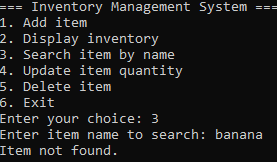 === Inventory Management System ===
1. Add item
2. Display inventory
3. Search item by name
4. Update item quantity
5. Delete item
6. Exit
Enter your choice: 3
Enter item name to search: banana
Item not found.